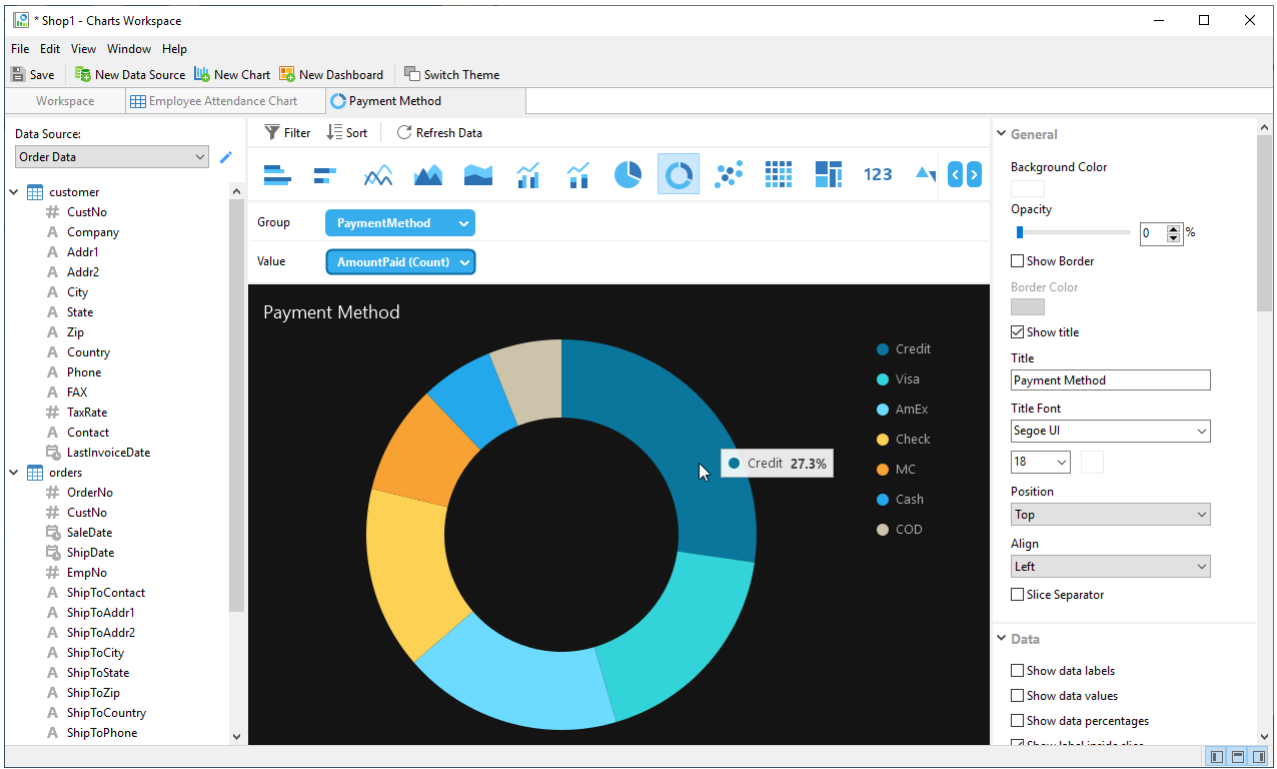 * Shop1 - Charts Workspace
File Edit View Window Help
Save New Data Source New Chart New Dashboard Switch Theme
Workspace Employee Attendance Chart Payment Method
Data Source:
Order Data
customer
# CustNo
A Company
A Addr1
A Addr2
A City
A State
A Zip
A Country
A Phone
A FAX
# TaxRate
A Contact
LastInvoiceDate
orders
# OrderNo
# CustNo
SaleDate
ShipDate
# EmpNo
A ShipToContact
A ShipToAddr1
A ShipToAddr2
A ShipToCity
A ShipToState
A ShipToZip
A ShipToCountry
A ShipToPhone
Filter Sort Refresh Data
123
Group PaymentMethod
Value AmountPaid (Count)
Payment Method
Credit
Visa
AmEx
Check
MC
Cash
COD
Credit 27.3%
General
Background Color
Opacity
0 %
Show Border
Border Color
Show title
Title
Payment Method
Title Font
Segoe UI
18
Position
Top
Align
Left
Slice Separator
Data
Show data labels
Show data values
Show data percentages
Show label inside slice